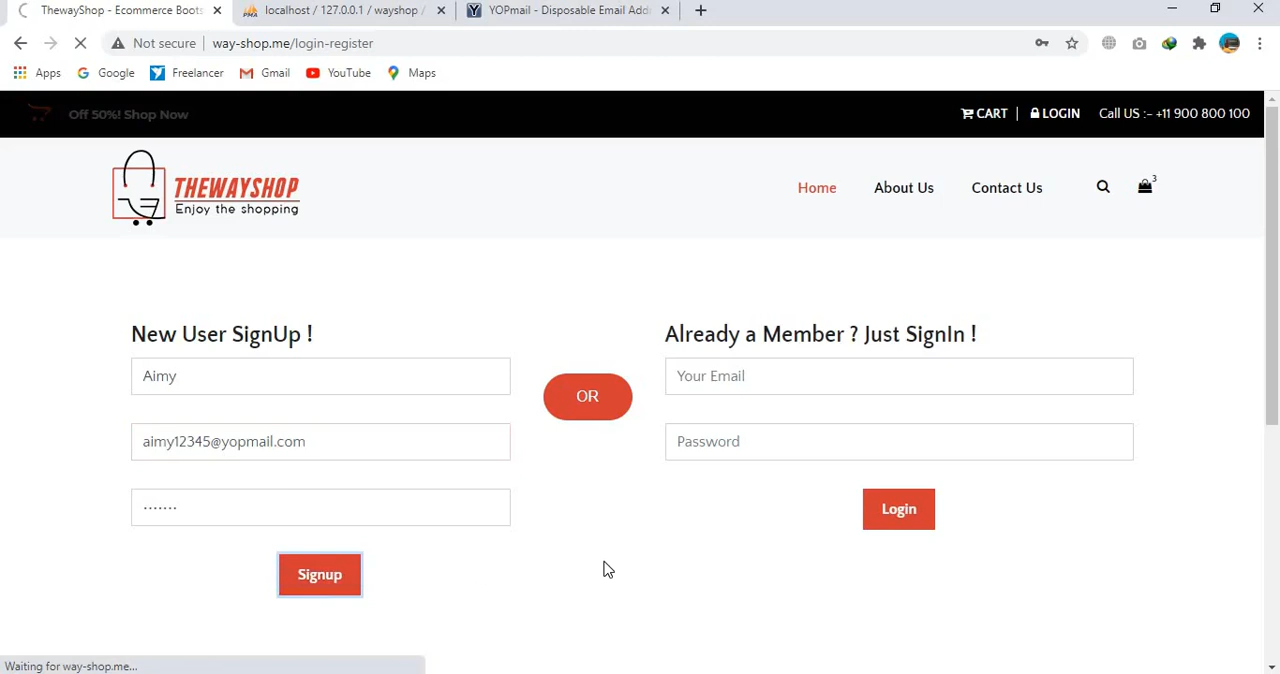 ThewayShop - Ecommerce Boots
localhost / 127.0.0.1 / wayshop /
YOPmail - Disposable Email Addr
Not secure
way-shop.me/login-register
Apps
Google
Freelancer
Gmail
YouTube
Maps
Off 50%! Shop Now
CART | LOGIN Call US :- +11 900 800 100
THEWAYSHOP
Enjoy the shopping
Home About Us Contact Us 3
New User SignUp !
Already a Member ? Just SignIn !
Aimy
Your Email
OR
aimy12345@yopmail.com
Password
·······
Login
Signup
Waiting for way-shop.me...